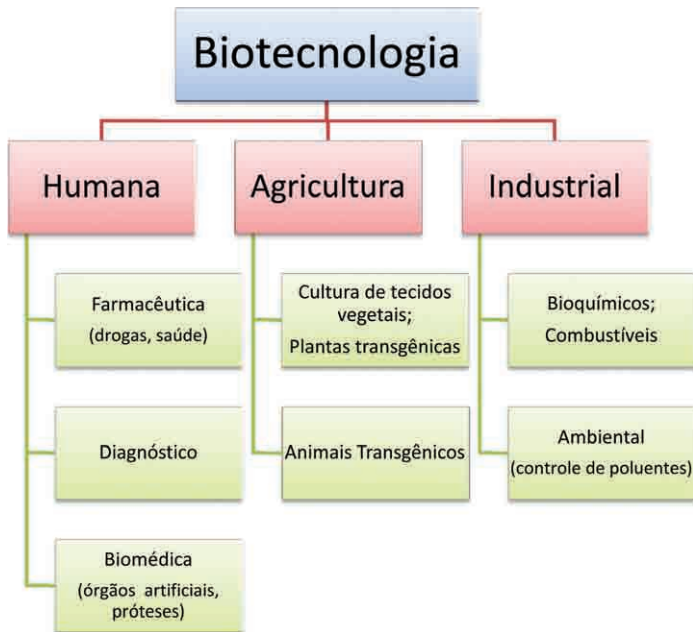 Biotecnologia
Humana
Farmacêutica
(drogas, saúde)
Diagnóstico
Biomédica
(órgãos artificiais,
próteses)
Agricultura
Cultura de tecidos
vegetais;
Plantas transgênicas
Animais Transgênicos
Industrial
Bioquímicos;
Combustíveis
Ambiental
(controle de poluentes)